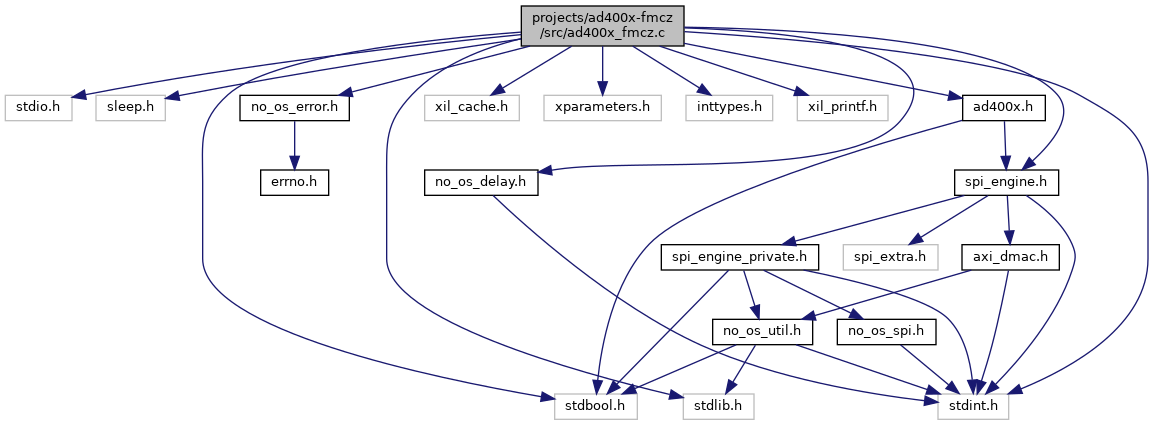 projects/ad400x-fmcz
/src/ad400x_fmcz.c
stdio.h
sleep.h
no_os_error.h
xil_cache.h
xparameters.h
inttypes.h
xil_printf.h
ad400x.h
errno.h
no_os_delay.h
spi_engine.h
spi_engine_private.h
spi_extra.h
axi_dmac.h
no_os_util.h
no_os_spi.h
stdbool.h
stdlib.h
stdint.h